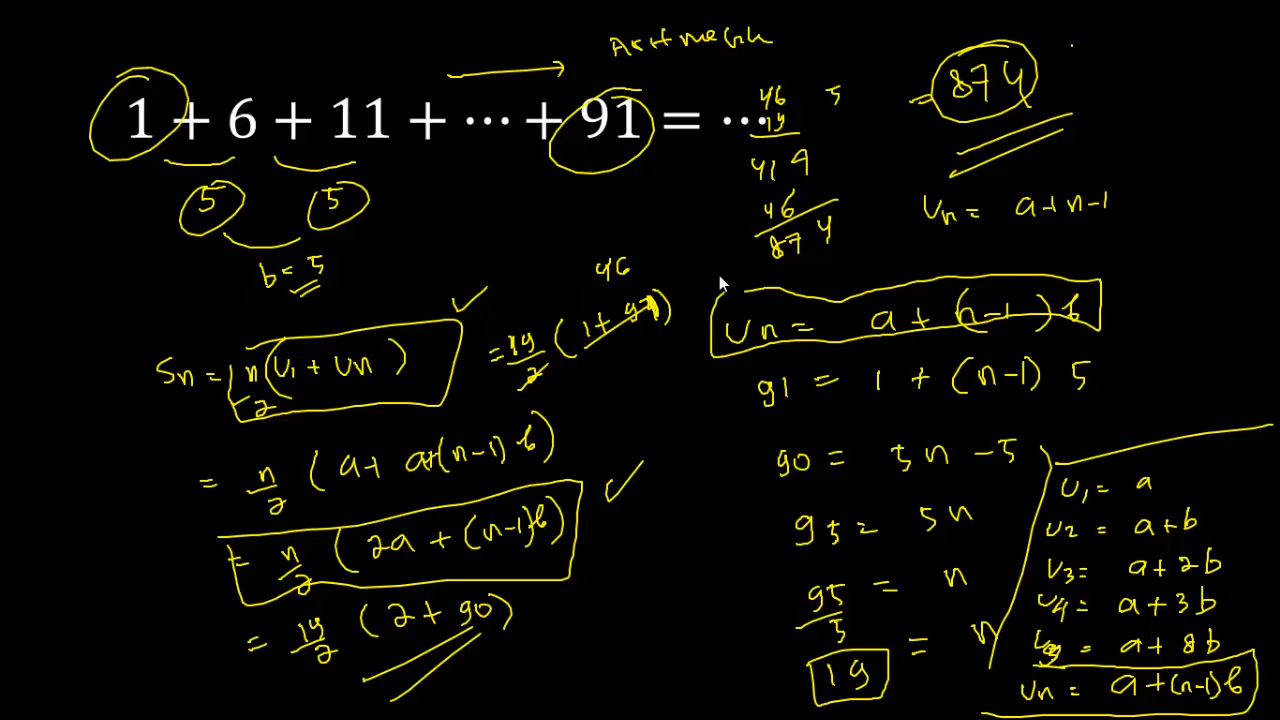 Aritmetik
1 + 6 + 11 + ⋯ + 91 = ⋯
= 874
46 5
19
414
46
874
5 5
b = 5
Un = a+n-1
Sn = n/2 (U1 + Un)
= 19/2 (1 + 91)
46
= n/2 (a + a+(n-1)b)
= n/2 (2a + (n-1)b)
= 19/2 (2 + 90)
Un = a + (n-1)b
91 = 1 + (n-1) 5
90 = 5n - 5
95 = 5n
95/5 = n
19 = n
U1 = a
U2 = a+b
U3 = a+2b
U4 = a+3b
U9 = a+8b
Un = a+(n-1)b